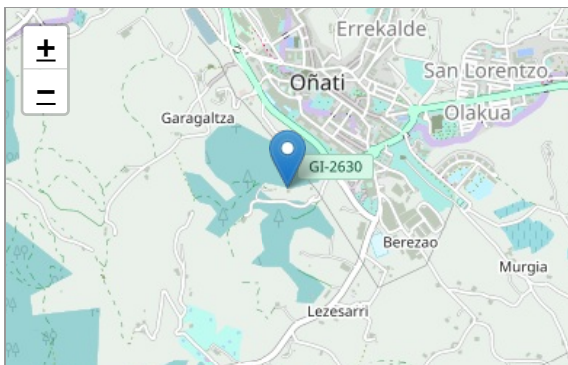 +
−
Errekalde
Oñati
San Lorentzo
Garagaltza
Olakua
GI-2630
Berezao
Murgia
Lezesarri